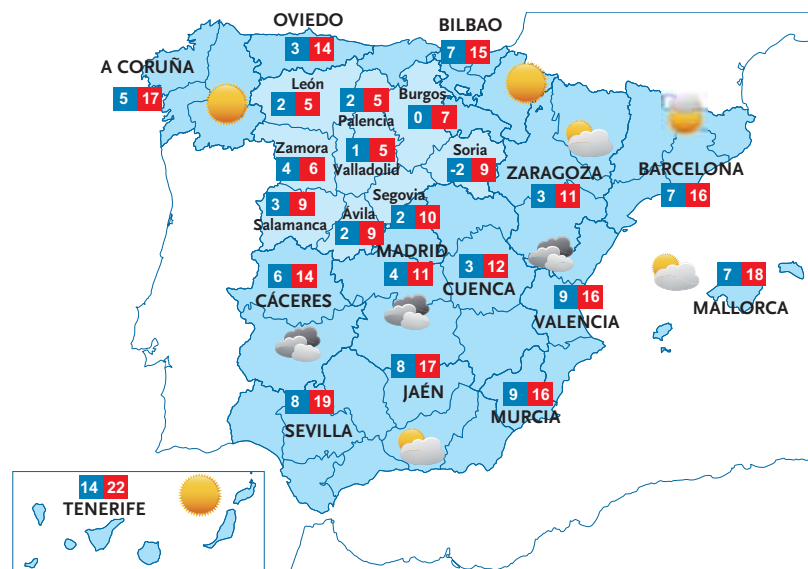 OVIEDO
3 14
BILBAO
7 15
A CORUÑA
5 17
León
2 5
2 5
Palencia
Burgos
0 7
Zamora
4 6
1 5
Valladolid
Soria
-2 9
ZARAGOZA
3 11
BARCELONA
7 16
3 9
Salamanca
Ávila
2 9
Segovia
2 10
MADRID
4 11
3 12
CUENCA
6 14
CÁCERES
9 16
VALENCIA
7 18
MALLORCA
8 17
JAÉN
8 19
SEVILLA
9 16
MURCIA
14 22
TENERIFE